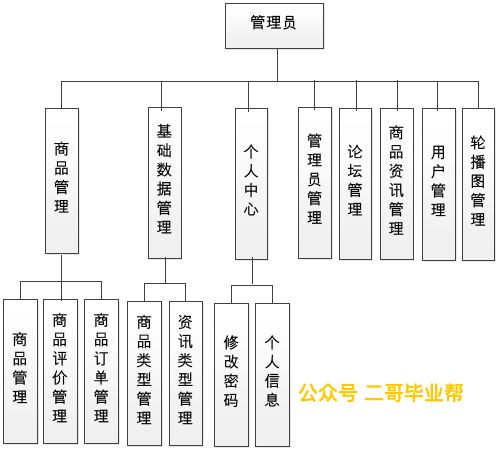 管理员
商品管理
基础数据管理
个人中心
管理员管理
论坛管理
商品资讯管理
用户管理
轮播图管理
商品管理
商品评价管理
商品订单管理
商品类型管理
资讯类型管理
修改密码
个人信息
公众号 二哥毕业帮